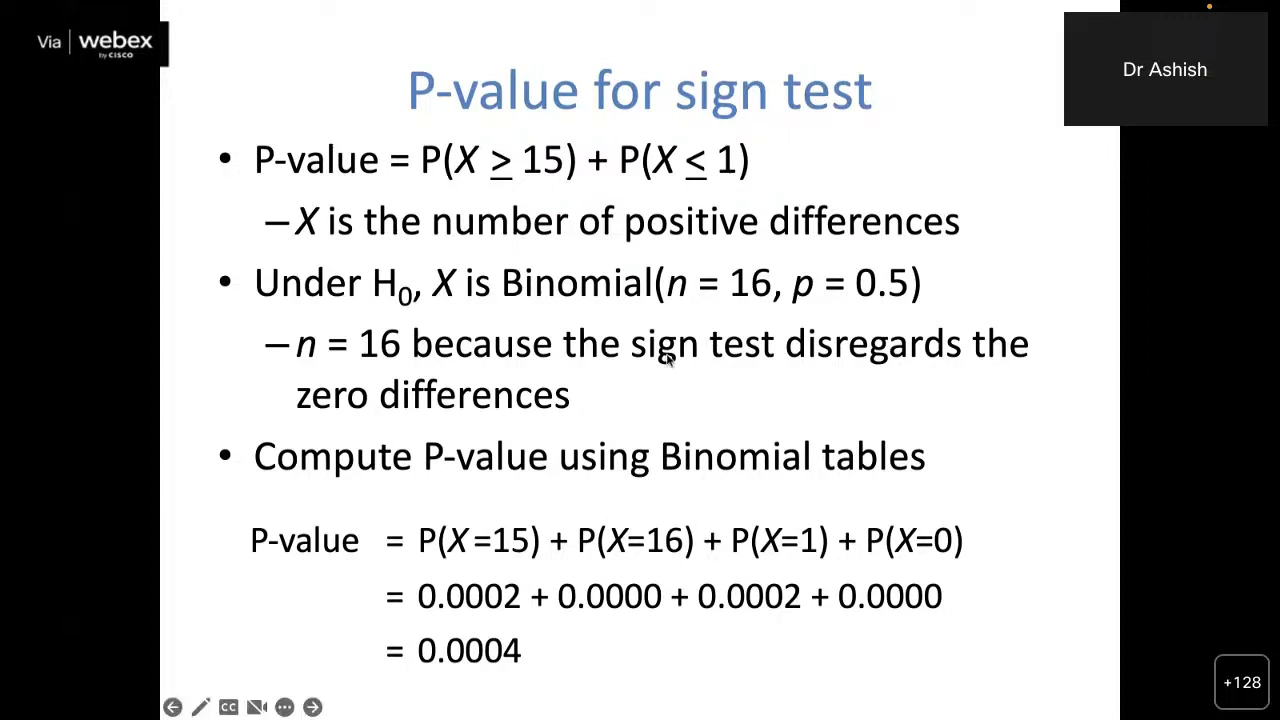 Via webex
by CISCO
Dr Ashish
P-value for sign test
• P-value = P(X ≥ 15) + P(X ≤ 1)
– X is the number of positive differences
• Under H₀, X is Binomial(n = 16, p = 0.5)
– n = 16 because the sign test disregards the
zero differences
• Compute P-value using Binomial tables
P-value = P(X=15) + P(X=16) + P(X=1) + P(X=0)
= 0.0002 + 0.0000 + 0.0002 + 0.0000
= 0.0004
CC
+128